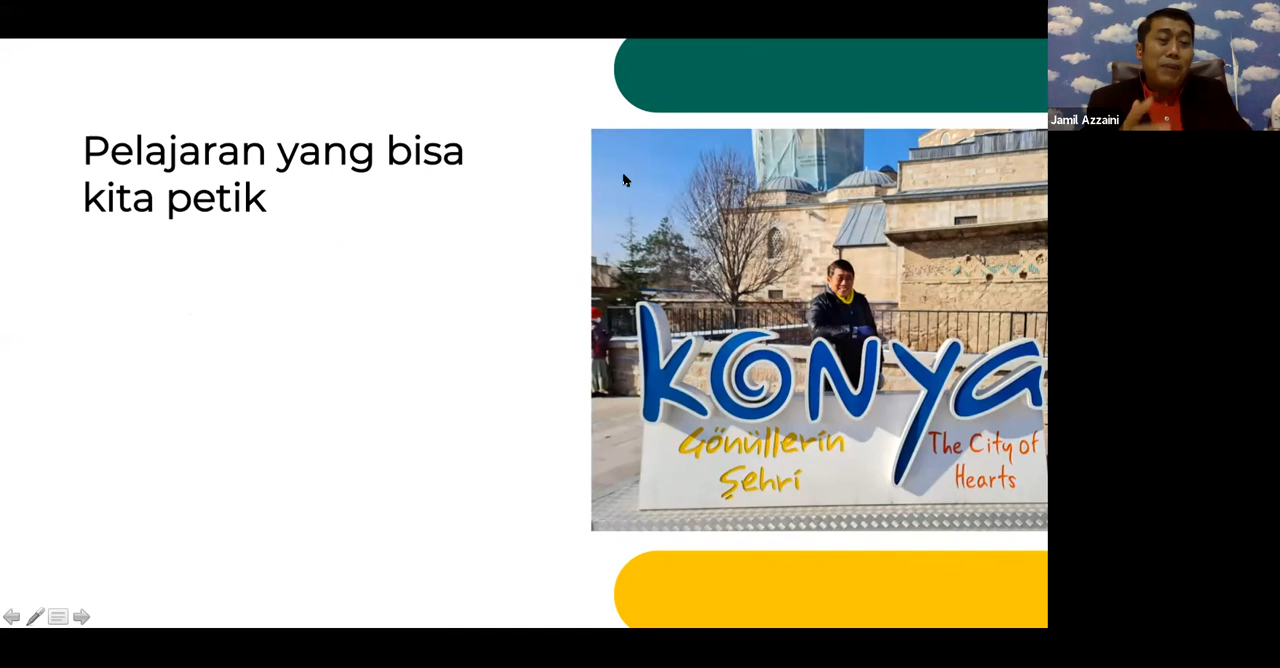 Pelajaran yang bisa
kita petik
Jamil Azzaini
Konya
Gönüllerin
Şehri
The City of
Hearts